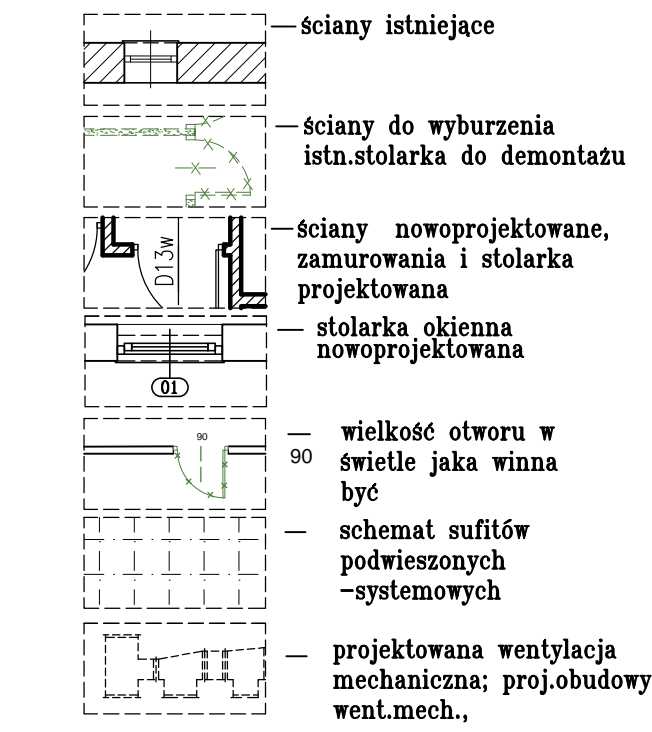 ściany istniejące
ściany do wyburzenia
istn.stolarka do demontażu
D13w
ściany nowoprojektowane,
zamurowania i stolarka
projektowana
stolarka okienna
nowoprojektowana
01
90
90
wielkość otworu w
świetle jaka winna
być
schemat sufitów
podwieszonych
-systemowych
projektowana wentylacja
mechaniczna; proj.obudowy
went.mech.,